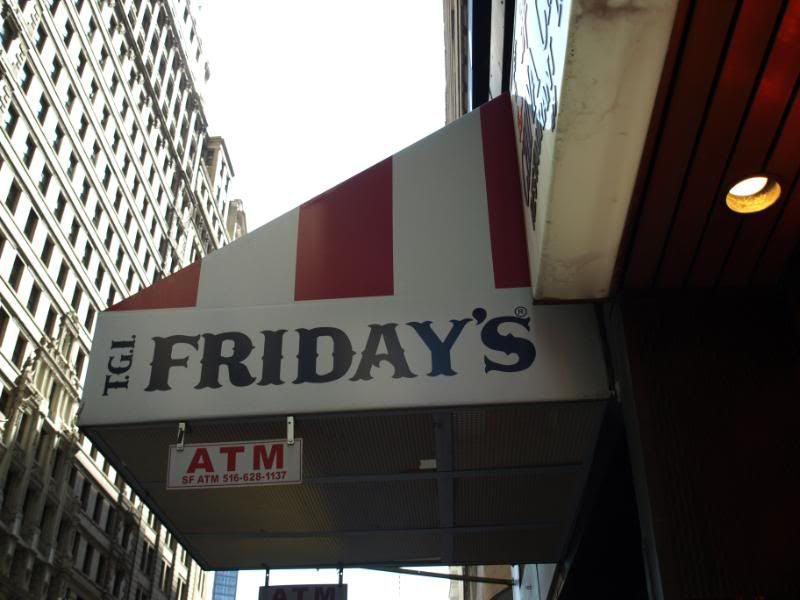 T.G.I. FRIDAY'S®
ATM
SF ATM 516-628-1137
ATM